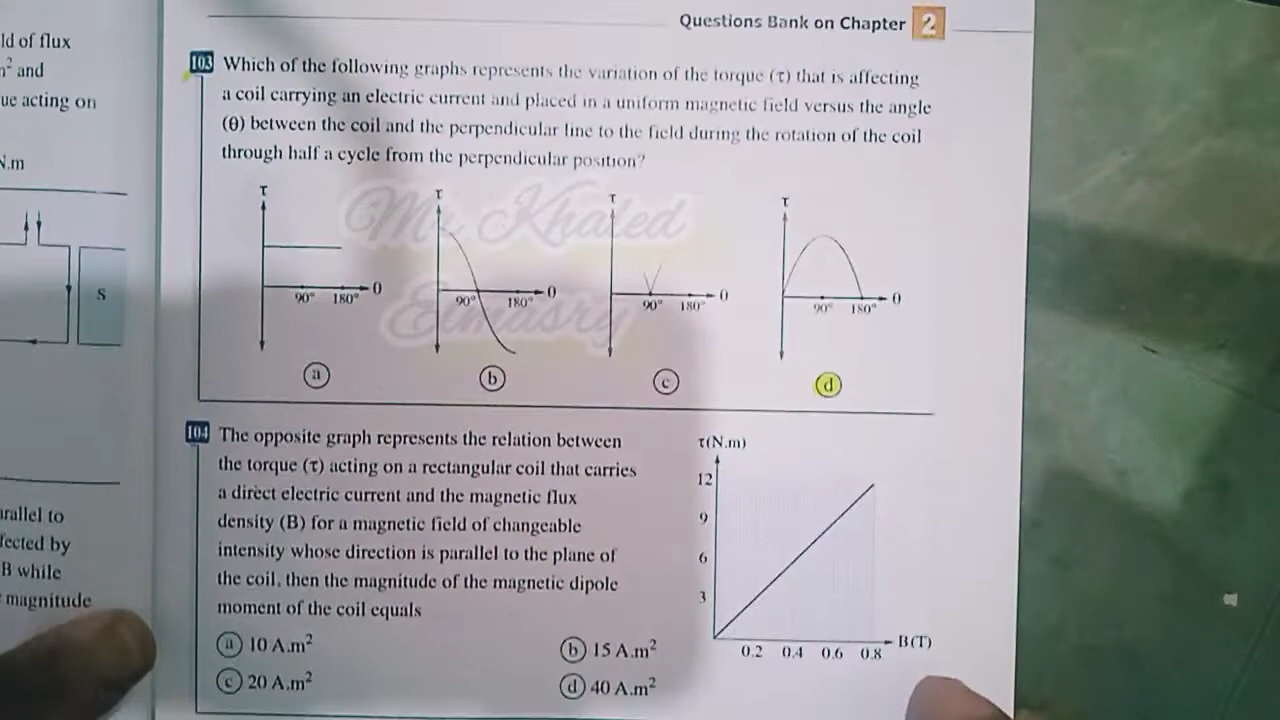 Questions Bank on Chapter 2
ld of flux
and
ue acting on
N.m
S
arallel to
fected by
B while
magnitude
103 Which of the following graphs represents the variation of the torque (τ) that is affecting
a coil carrying an electric current and placed in a uniform magnetic field versus the angle
(θ) between the coil and the perpendicular line to the field during the rotation of the coil
through half a cycle from the perpendicular position?
Mr Khaled
Elmasry
τ τ τ τ
90° 180° θ 90° 180° θ 90° 180° θ 90° 180° θ
a b c d
104 The opposite graph represents the relation between
the torque (τ) acting on a rectangular coil that carries
a direct electric current and the magnetic flux
density (B) for a magnetic field of changeable
intensity whose direction is parallel to the plane of
the coil, then the magnitude of the magnetic dipole
moment of the coil equals
a 10 A.m² b 15 A.m²
c 20 A.m² d 40 A.m²
τ(N.m)
12
9
6
3
0.2 0.4 0.6 0.8 B(T)